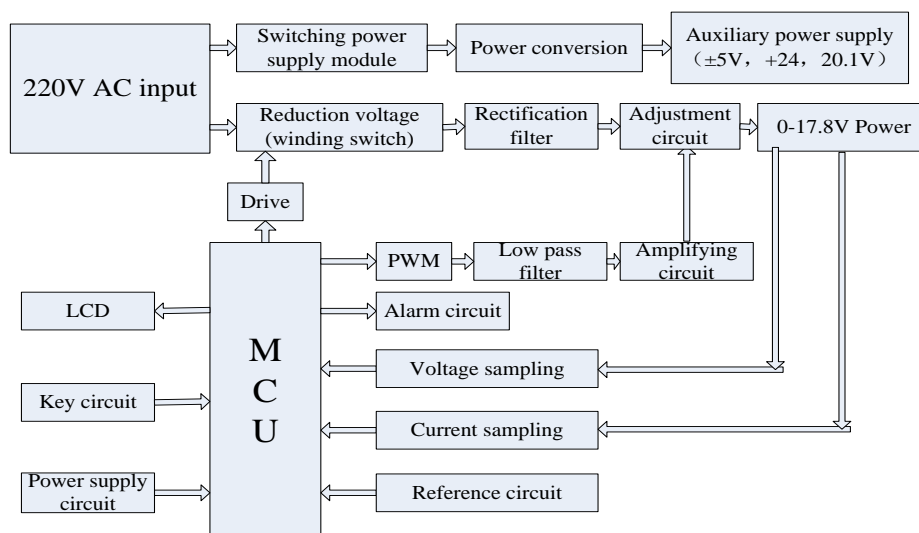 220V AC input
Switching power
supply module
Power conversion
Auxiliary power supply
（±5V，+24，20.1V）
Reduction voltage
(winding switch)
Rectification
filter
Adjustment
circuit
0-17.8V Power
Drive
PWM
Low pass
filter
Amplifying
circuit
LCD
Alarm circuit
M
C
U
Voltage sampling
Key circuit
Current sampling
Power supply
circuit
Reference circuit